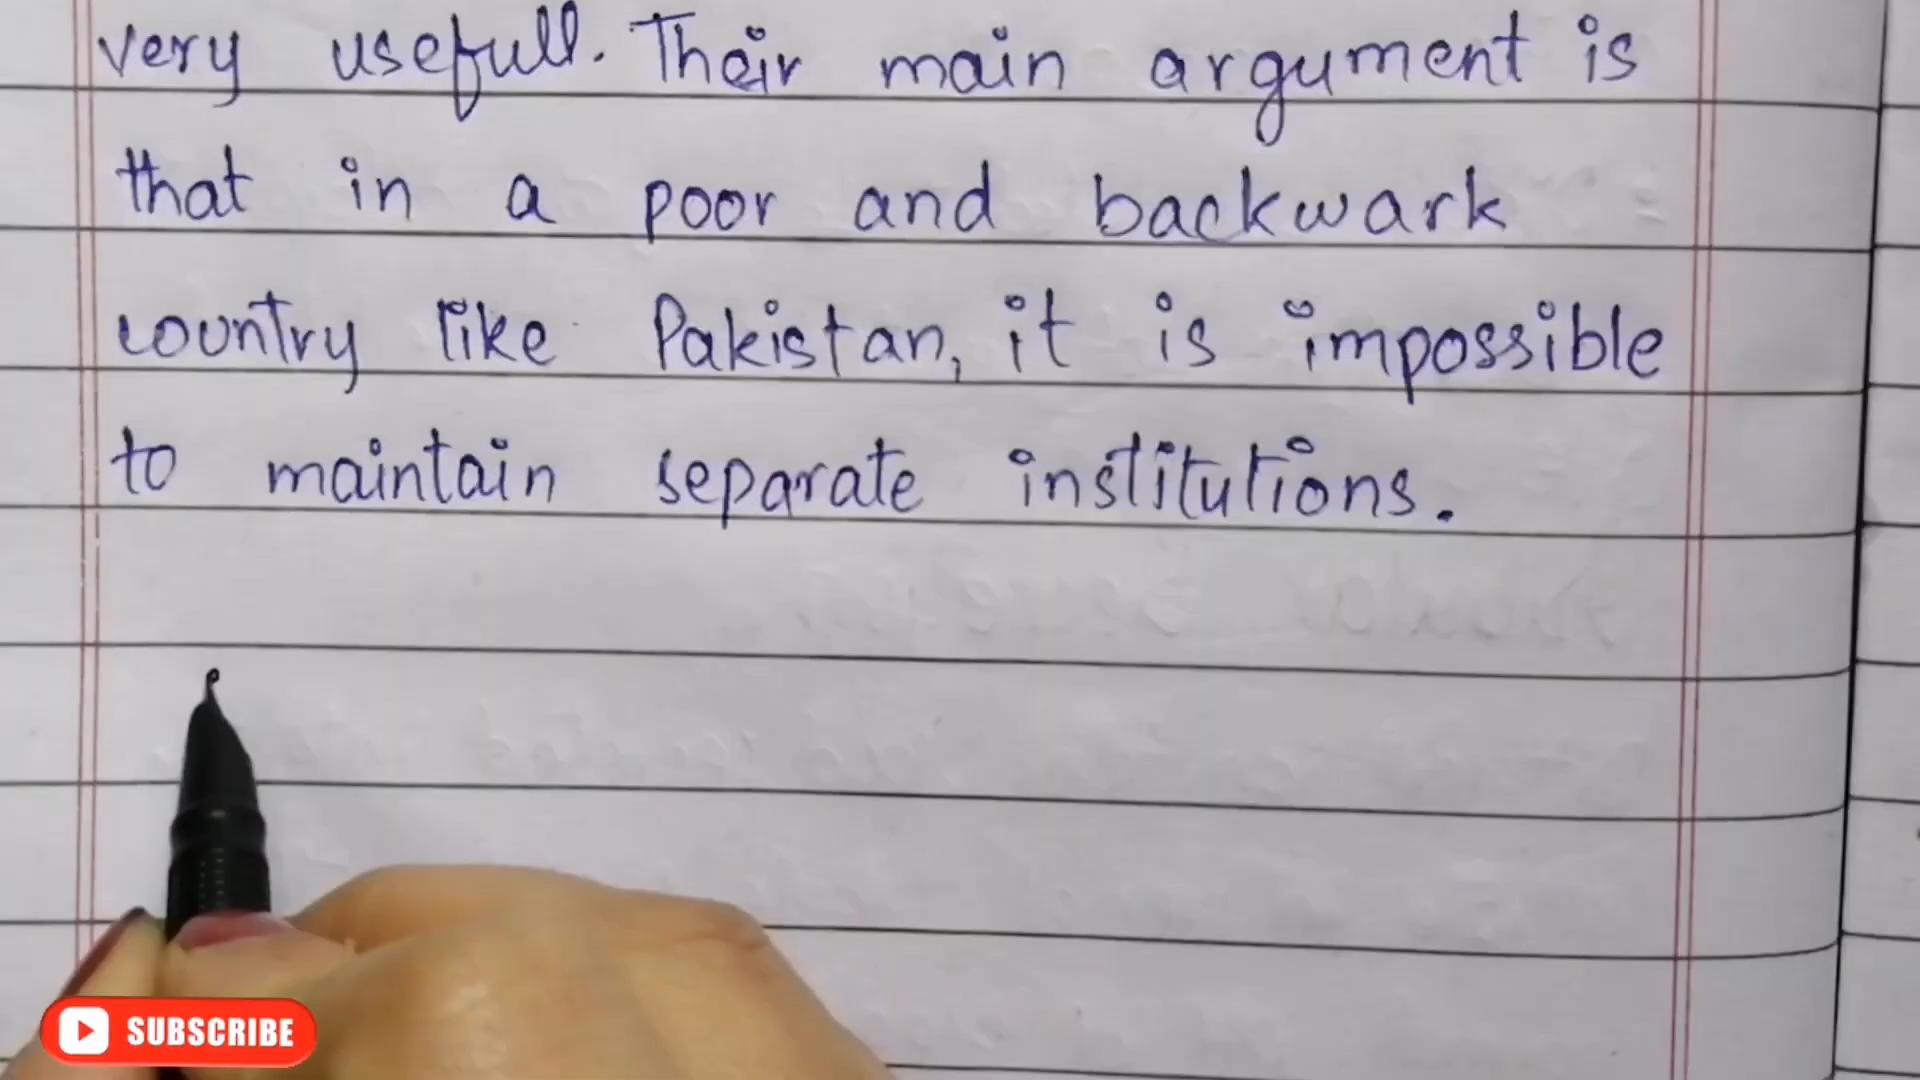 very usefull. Their main argument is
that in a poor and backwark
country like Pakistan, it is impossible
to maintain separate institutions.
SUBSCRIBE